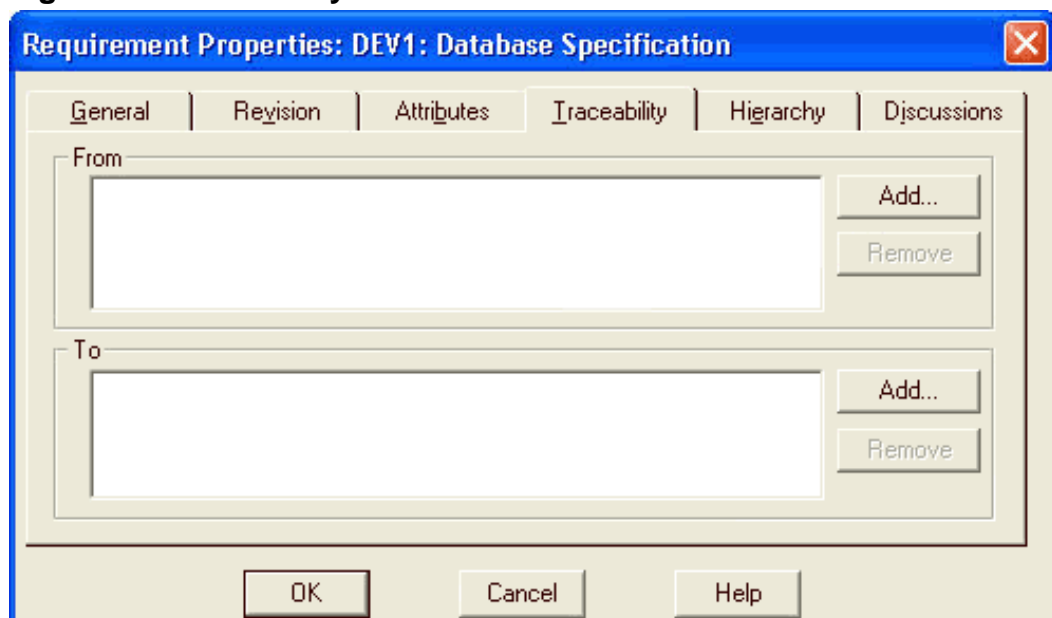 Requirement Properties: DEV1: Database Specification
General Revision Attributes Traceability Hierarchy Discussions
From
Add...
Remove
To
Add...
Remove
OK Cancel Help